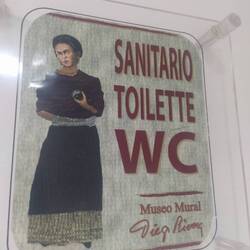 SANITARIO
TOILETTE
WC
Museo Mural
Diego Rivera